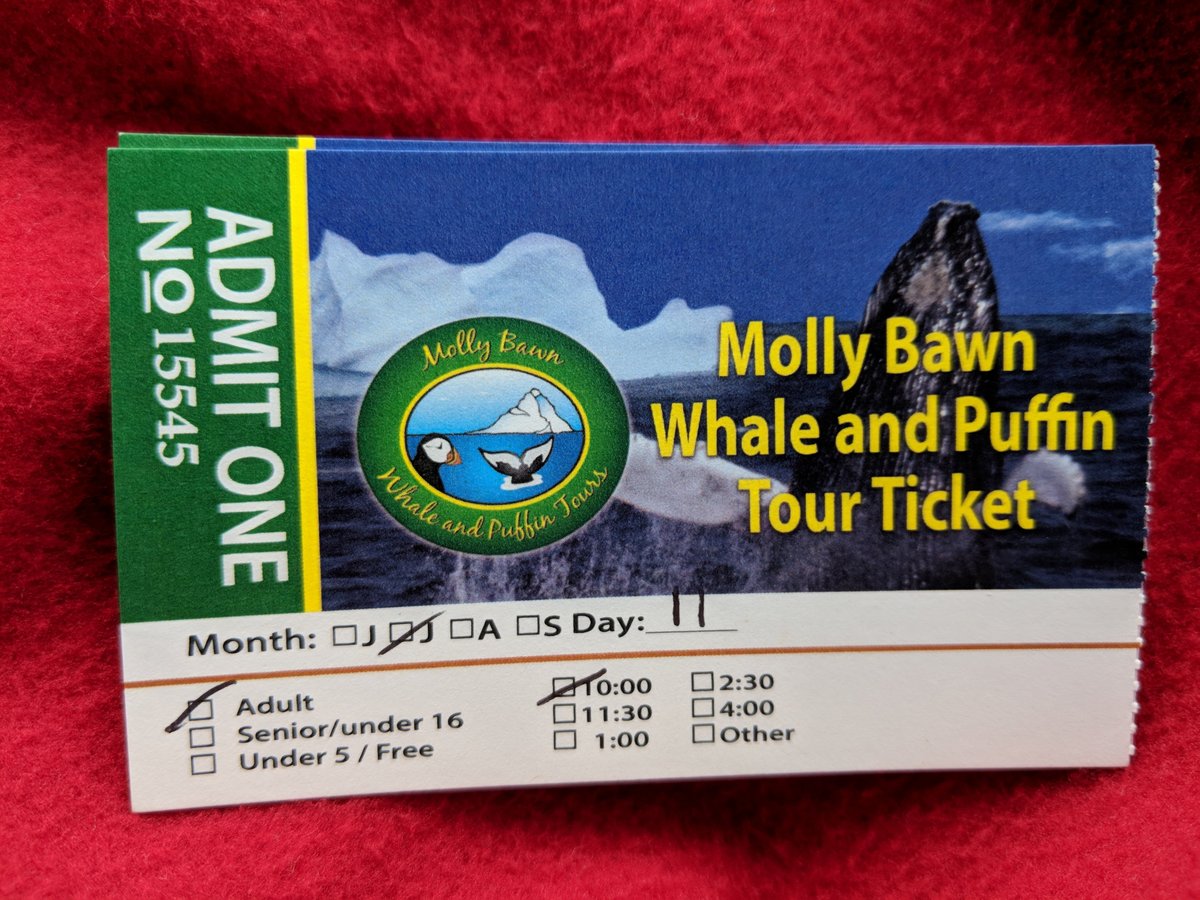 ADMIT ONE
NO 15545
Molly Bawn
Whale and Puffin Tours
Molly Bawn
Whale and Puffin
Tour Ticket
Month: J J A S Day: 11
Adult
Senior/under 16
Under 5 / Free
10:00
11:30
1:00
2:30
4:00
Other